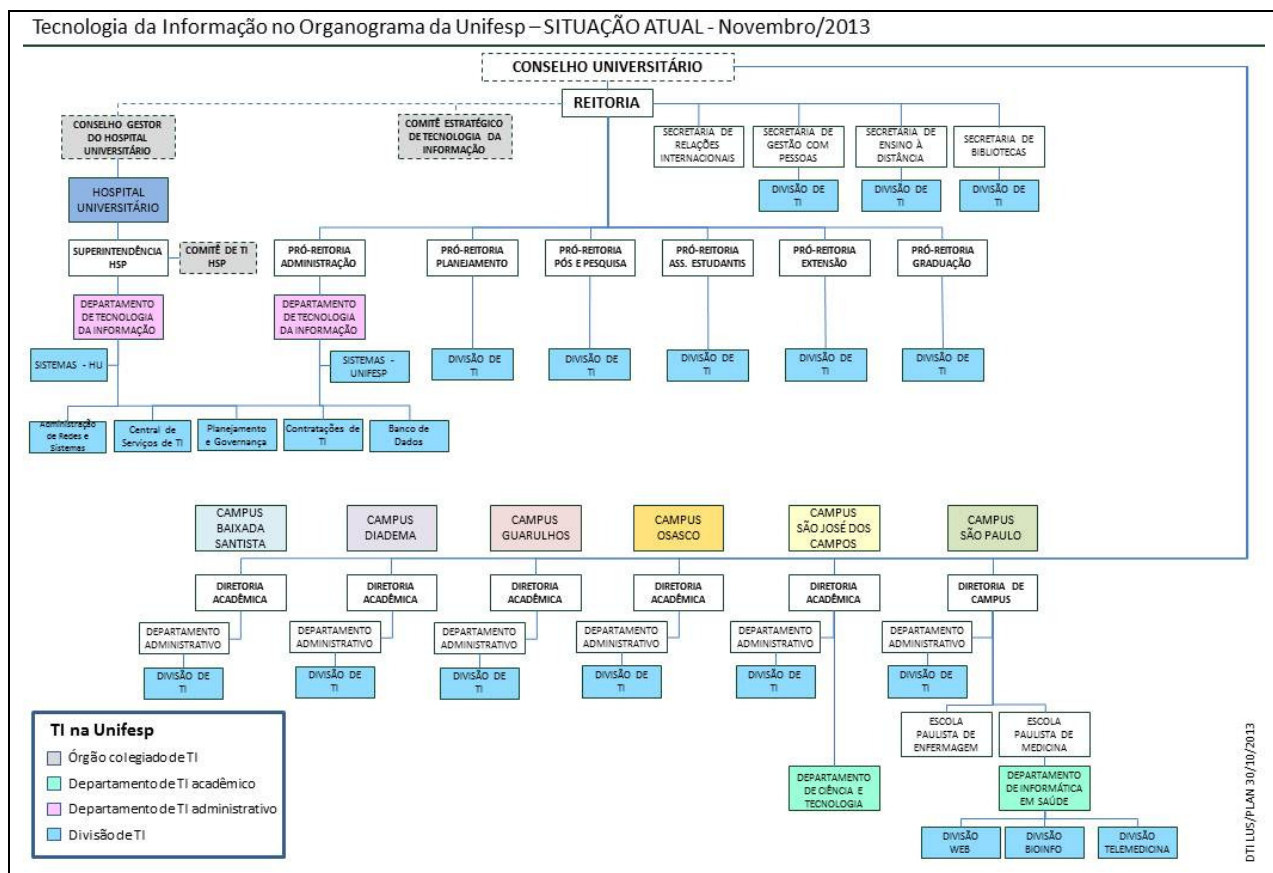 Tecnologia da Informação no Organograma da Unifesp – SITUAÇÃO ATUAL - Novembro/2013
CONSELHO UNIVERSITÁRIO
REITORIA
CONSELHO GESTOR
DO HOSPITAL
UNIVERSITÁRIO
COMITÊ ESTRATÉGICO
DE TECNOLOGIA DA
INFORMAÇÃO
SECRETÁRIA DE
RELAÇÕES
INTERNACIONAIS
SECRETÁRIA DE
GESTÃO COM
PESSOAS
SECRETÁRIA DE
ENSINO À
DISTÂNCIA
SECRETARIA DE
BIBLIOTECAS
HOSPITAL
UNIVERSITÁRIO
DIVISÃO DE
TI
DIVISÃO DE
TI
DIVISÃO DE
TI
SUPERINTENDÊNCIA
HSP
COMITÊ DE TI
HSP
PRÓ-REITORIA
ADMINISTRAÇÃO
PRÓ-REITORIA
PLANEJAMENTO
PRÓ-REITORIA
PÓS E PESQUISA
PRÓ-REITORIA
ASS. ESTUDANTIS
PRÓ-REITORIA
EXTENSÃO
PRÓ-REITORIA
GRADUAÇÃO
DEPARTAMENTO
DE TECNOLOGIA
DA INFORMAÇÃO
DEPARTAMENTO
DE TECNOLOGIA
DA INFORMAÇÃO
SISTEMAS - HU
SISTEMAS -
UNIFESP
DIVISÃO DE
TI
DIVISÃO DE
TI
DIVISÃO DE
TI
DIVISÃO DE
TI
DIVISÃO DE
TI
Administração
de Redes e
Sistemas
Central de
Serviços de TI
Planejamento
e Governança
Contratações de
TI
Banco de
Dados
CAMPUS
BAIXADA
SANTISTA
CAMPUS
DIADEMA
CAMPUS
GUARULHOS
CAMPUS
OSASCO
CAMPUS
SÃO JOSÉ DOS
CAMPOS
CAMPUS
SÃO PAULO
DIRETORIA
ACADÊMICA
DIRETORIA
ACADÊMICA
DIRETORIA
ACADÊMICA
DIRETORIA
ACADÊMICA
DIRETORIA
ACADÊMICA
DIRETORIA DE
CAMPUS
DEPARTAMENTO
ADMINISTRATIVO
DEPARTAMENTO
ADMINISTRATIVO
DEPARTAMENTO
ADMINISTRATIVO
DEPARTAMENTO
ADMINISTRATIVO
DEPARTAMENTO
ADMINISTRATIVO
DEPARTAMENTO
ADMINISTRATIVO
DIVISÃO DE
TI
DIVISÃO DE
TI
DIVISÃO DE
TI
DIVISÃO DE
TI
DIVISÃO DE
TI
DIVISÃO DE
TI
ESCOLA
PAULISTA DE
ENFERMAGEM
ESCOLA
PAULISTA DE
MEDICINA
DEPARTAMENTO
DE CIÊNCIA E
TECNOLOGIA
DEPARTAMENTO
DE INFORMÁTICA
EM SAÚDE
DIVISÃO
WEB
DIVISÃO
BIOINFO
DIVISÃO
TELEMEDICINA
TI na Unifesp
Órgão colegiado de TI
Departamento de TI acadêmico
Departamento de TI administrativo
Divisão de TI
DTI LUS/PLAN 30/10/2013